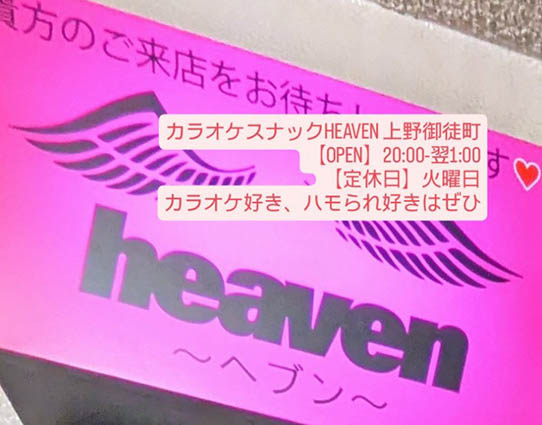 貴方のご来店をお待ち
す♥
カラオケスナックHEAVEN 上野御徒町
【OPEN】20:00-翌1:00
、【定休日】火曜日
カラオケ好き、ハモられ好きはぜひ
heaven
～ヘブン～